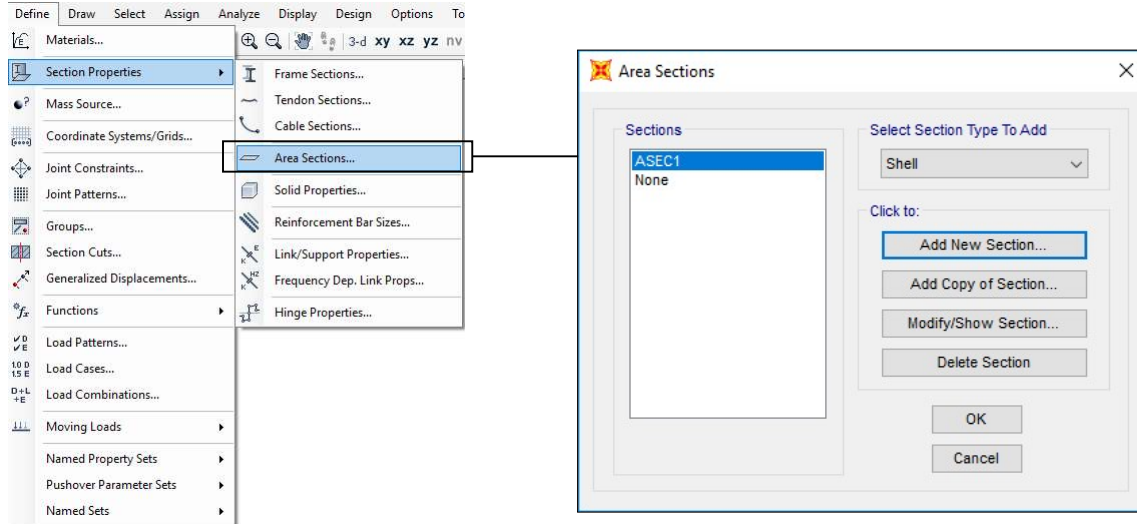 Define Draw Select Assign Analyze Display Design Options To
Materials...
3-d xy xz yz nv
Section Properties
Mass Source...
Coordinate Systems/Grids...
Joint Constraints...
Joint Patterns...
Groups...
Section Cuts...
Generalized Displacements...
Functions
Load Patterns...
Load Cases...
Load Combinations...
Moving Loads
Named Property Sets
Pushover Parameter Sets
Named Sets
Frame Sections...
Tendon Sections...
Cable Sections...
Area Sections...
Solid Properties...
Reinforcement Bar Sizes...
Link/Support Properties...
Frequency Dep. Link Props...
Hinge Properties...
Area Sections
Sections
ASEC1
None
Select Section Type To Add
Shell
Click to:
Add New Section...
Add Copy of Section...
Modify/Show Section...
Delete Section
OK
Cancel